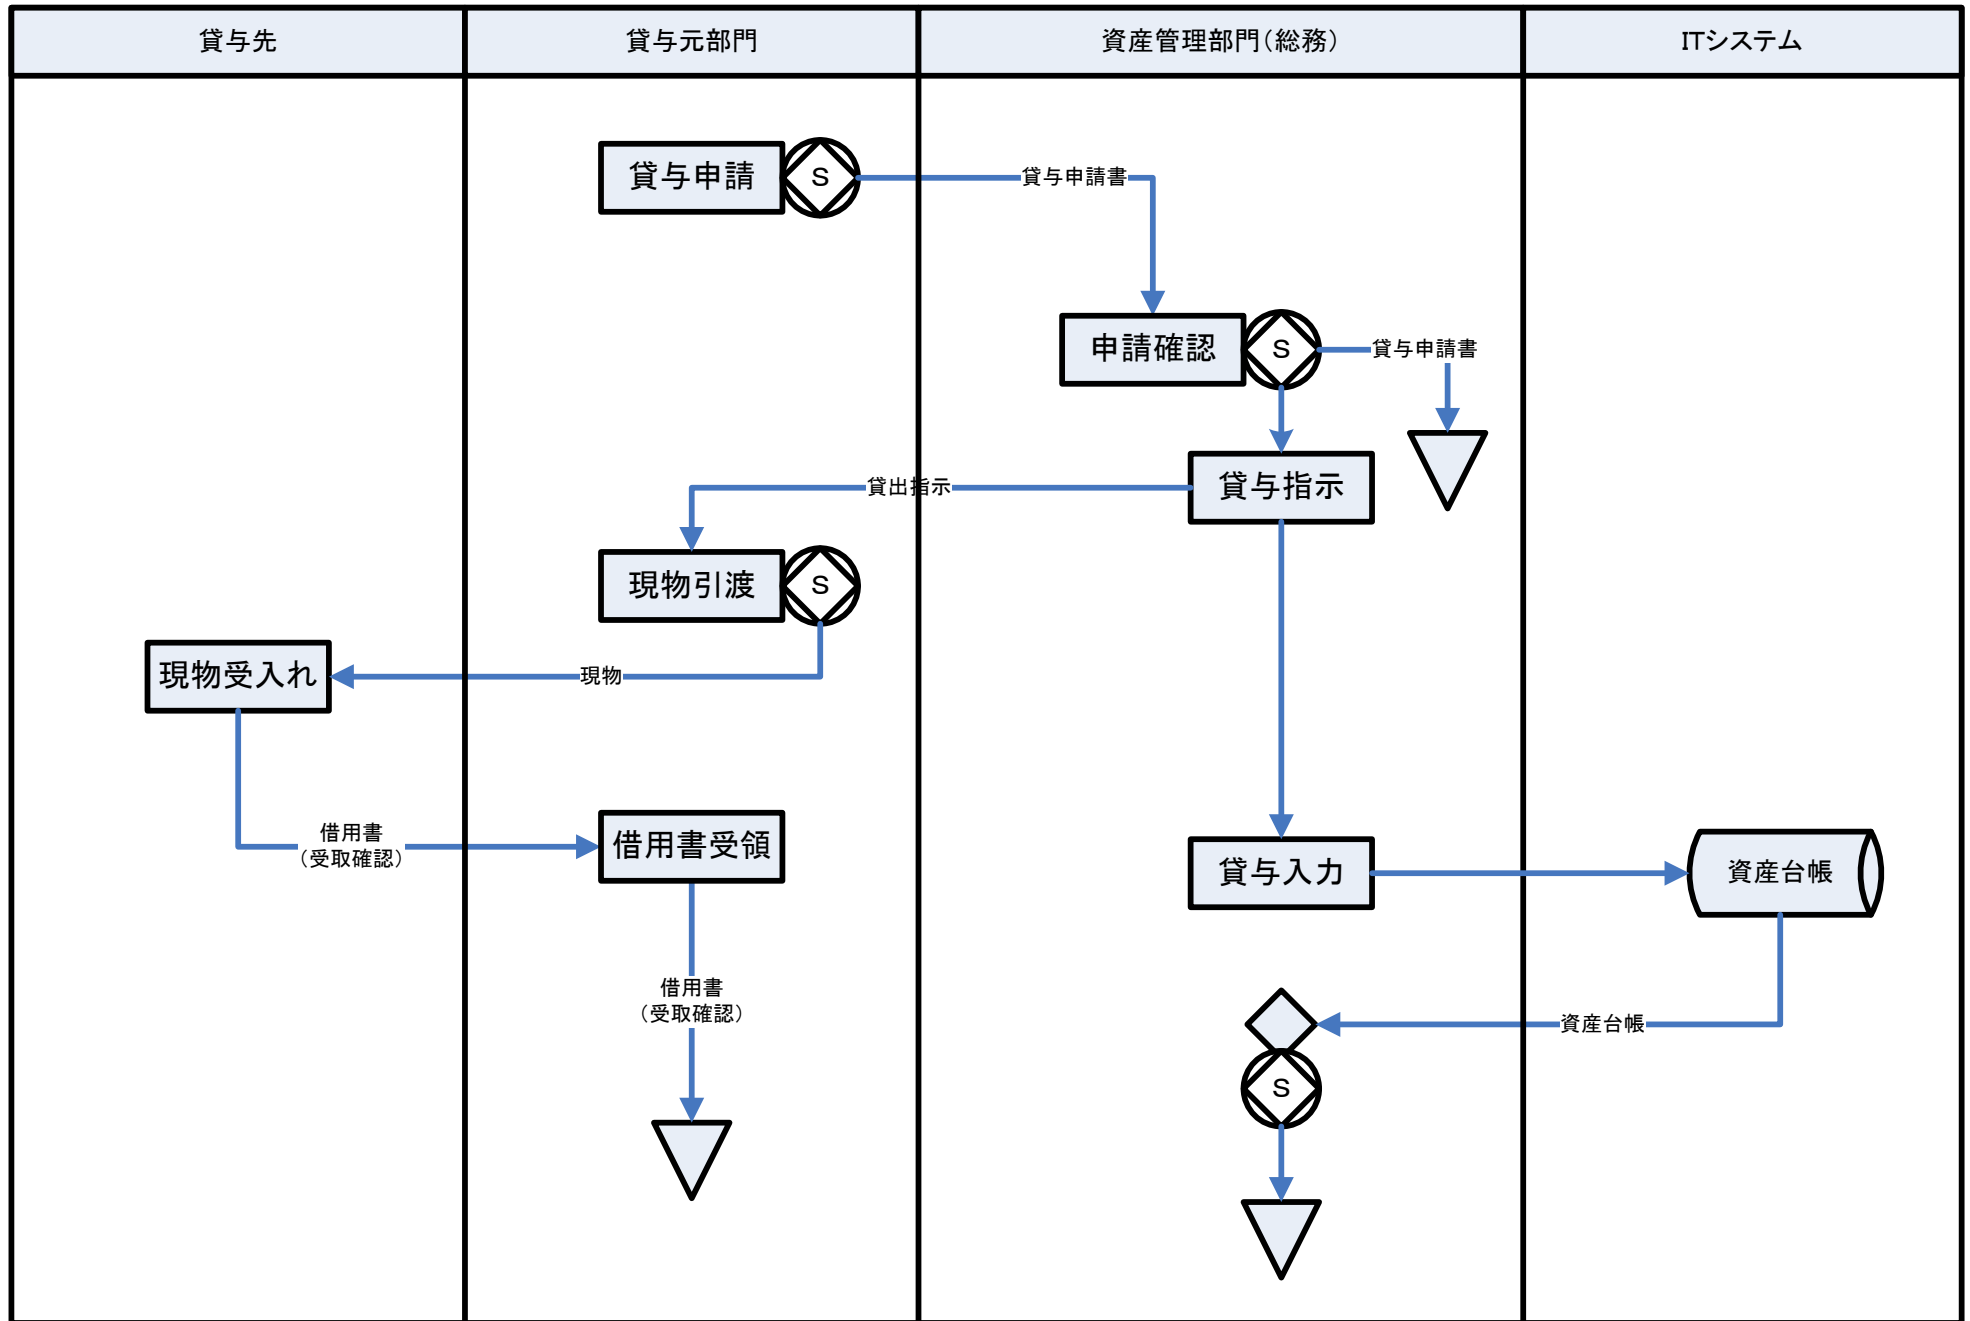 貸与先
貸与元部門
資産管理部門（総務）
ITシステム
貸与申請
S
貸与申請書
申請確認
S
貸与申請書
貸与指示
貸出指示
現物引渡
S
現物受入れ
現物
借用書
（受取確認）
借用書受領
貸与入力
資産台帳
借用書
（受取確認）
資産台帳
S